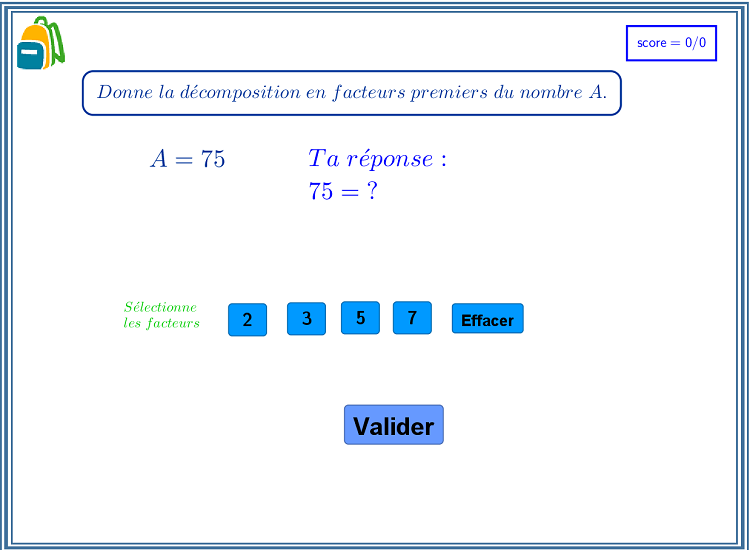 score = 0/0
Donne la décomposition en facteurs premiers du nombre A.
A = 75
Ta réponse :
75 = ?
Sélectionne
les facteurs
2
3
5
7
Effacer
Valider